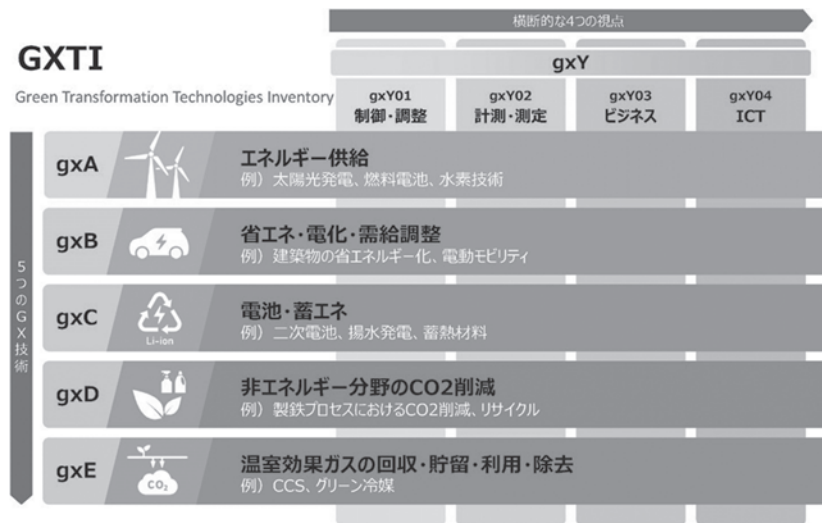 横断的な4つの視点
GXTI
Green Transformation Technologies Inventory
gxY
gxY01
制御・調整
gxY02
計測・測定
gxY03
ビジネス
gxY04
ICT
5つのGX技術
gxA
エネルギー供給
例）太陽光発電、燃料電池、水素技術
gxB
省エネ・電化・需給調整
例）建築物の省エネルギー化、電動モビリティ
gxC
Li-ion
電池・蓄エネ
例）二次電池、揚水発電、蓄熱材料
gxD
非エネルギー分野のCO2削減
例）製鉄プロセスにおけるCO2削減、リサイクル
gxE
CO₂
温室効果ガスの回収・貯留・利用・除去
例）CCS、グリーン冷媒